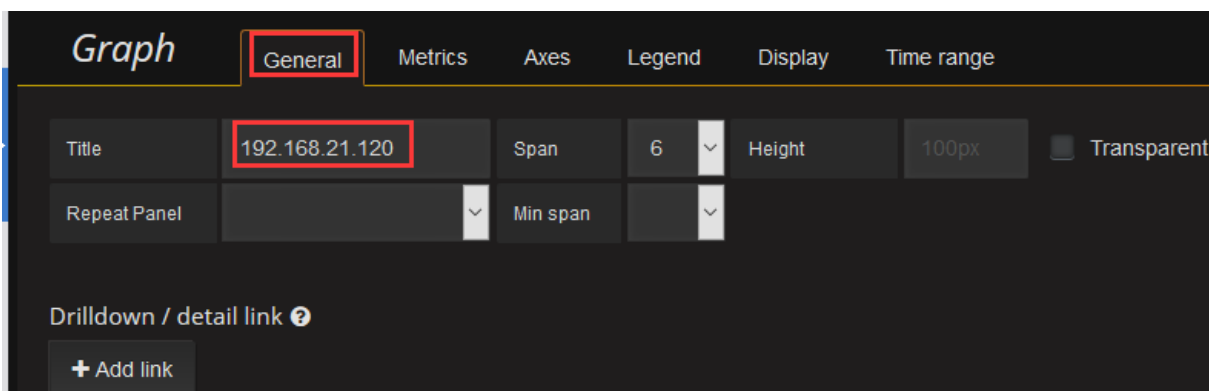 Graph General Metrics Axes Legend Display Time range
Title 192.168.21.120 Span 6 Height 100px Transparent
Repeat Panel Min span
Drilldown / detail link ?
+ Add link